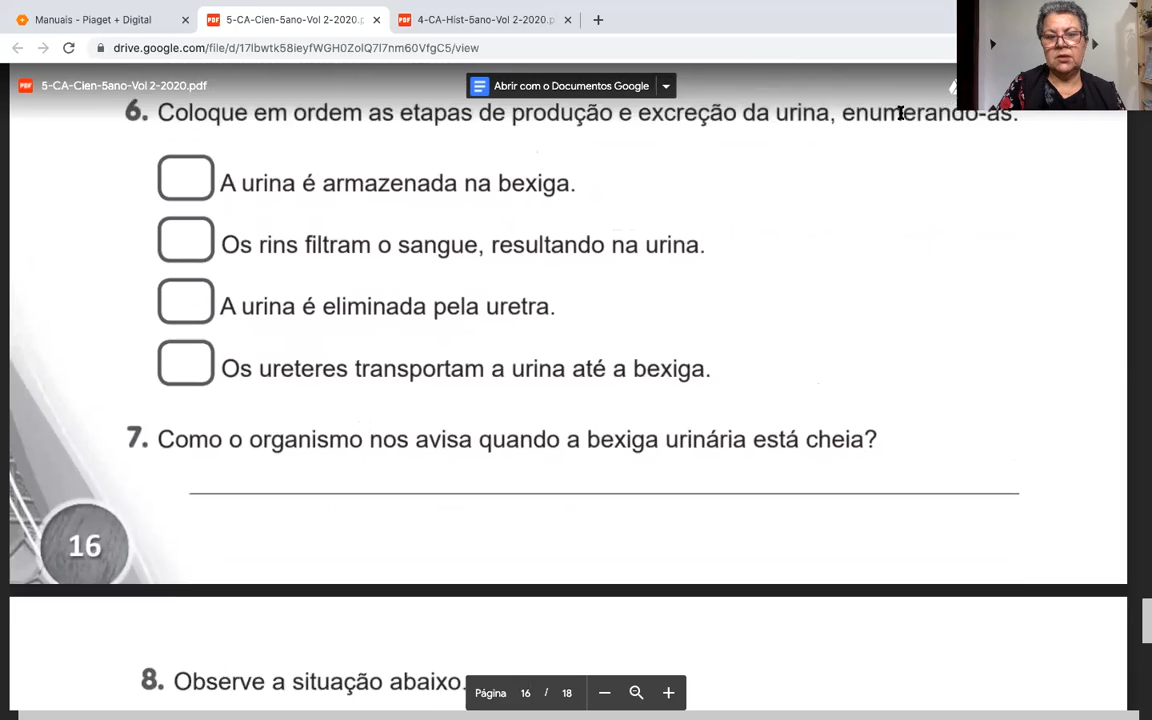 Manuais - Piaget + Digital
PDF 5-CA-Cien-5ano-Vol 2-2020.p
PDF 4-CA-Hist-5ano-Vol 2-2020.p
drive.google.com/file/d/17lbwtk58ieyfWGH0ZolQ7l7nm60VfgC5/view
PDF 5-CA-Cien-5ano-Vol 2-2020.pdf
Abrir com o Documentos Google
6. Coloque em ordem as etapas de produção e excreção da urina, enumerando-as.
A urina é armazenada na bexiga.
Os rins filtram o sangue, resultando na urina.
A urina é eliminada pela uretra.
Os ureteres transportam a urina até a bexiga.
7. Como o organismo nos avisa quando a bexiga urinária está cheia?
16
8. Observe a situação abaixo.
Página 16 / 18